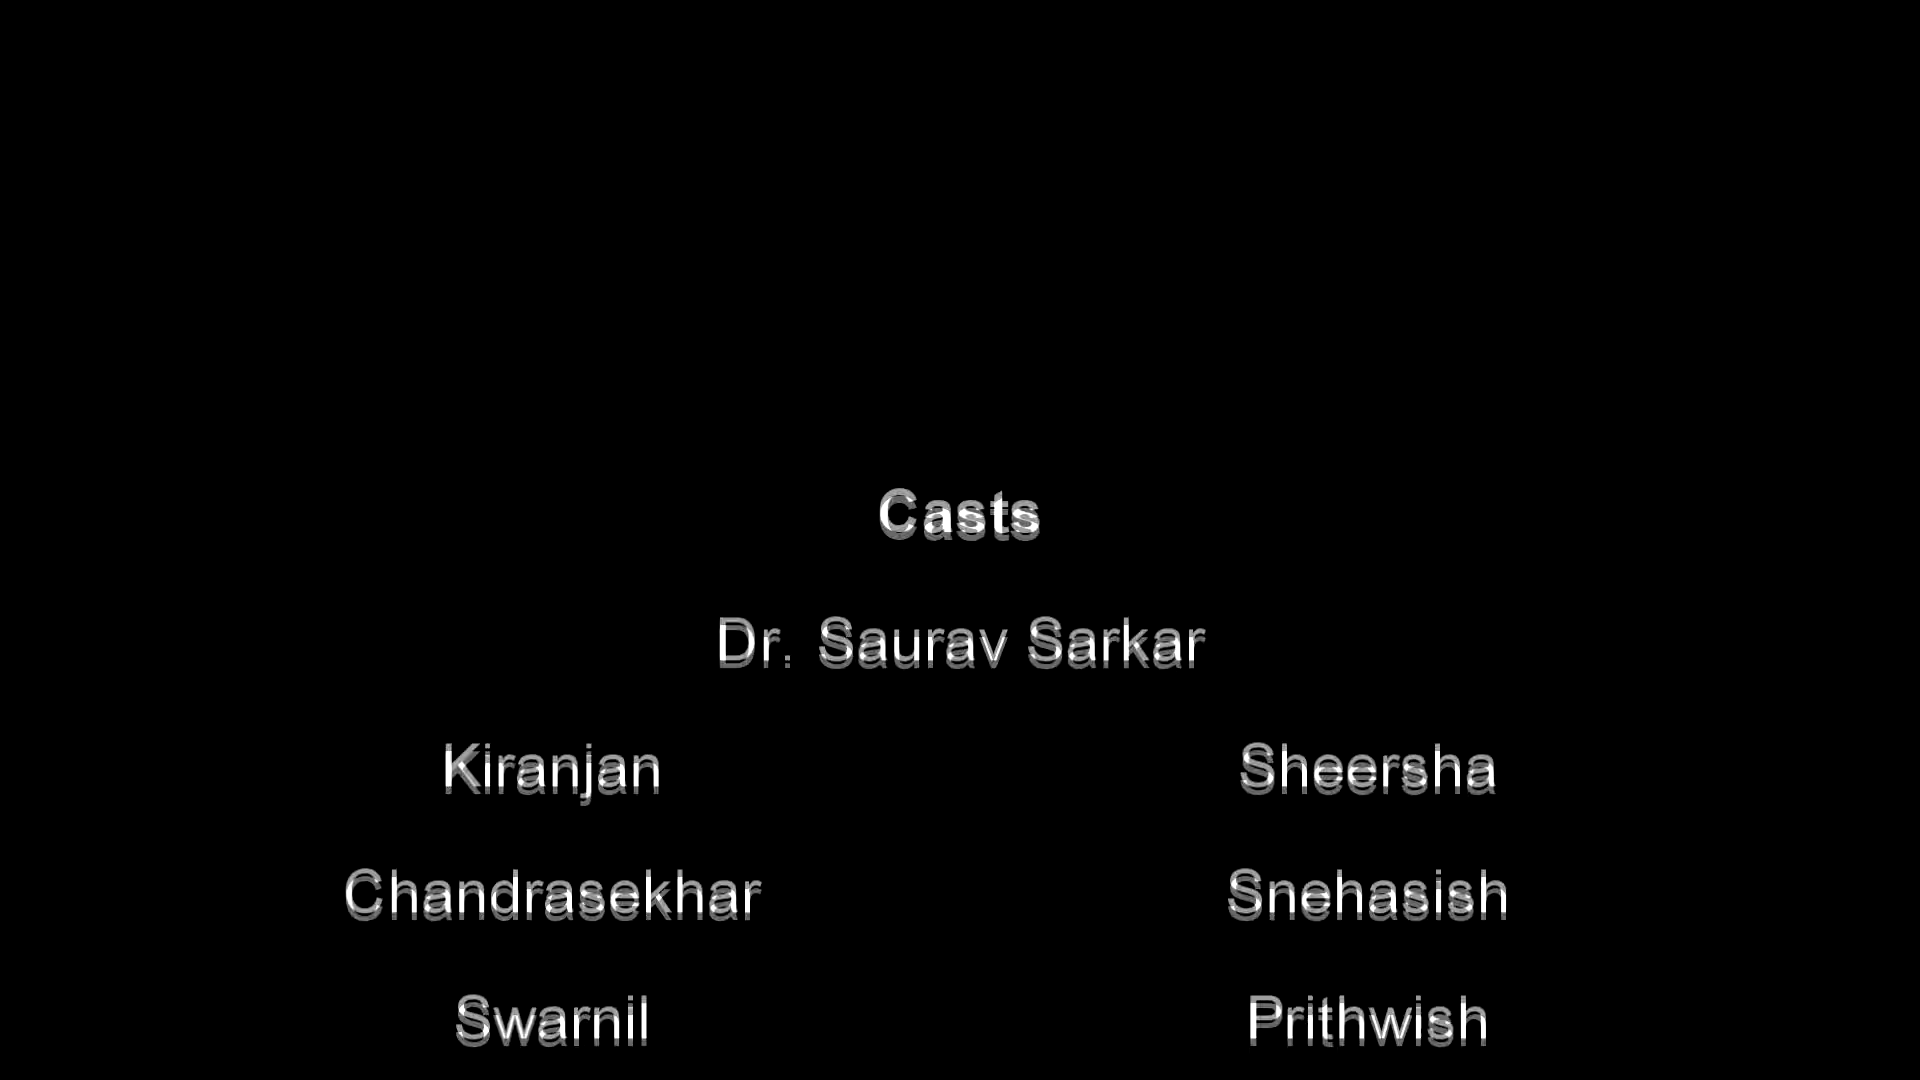 Casts
Dr. Saurav Sarkar
Kiranjan Sheersha
Chandrasekhar Snehasish
Swarnil Prithwish